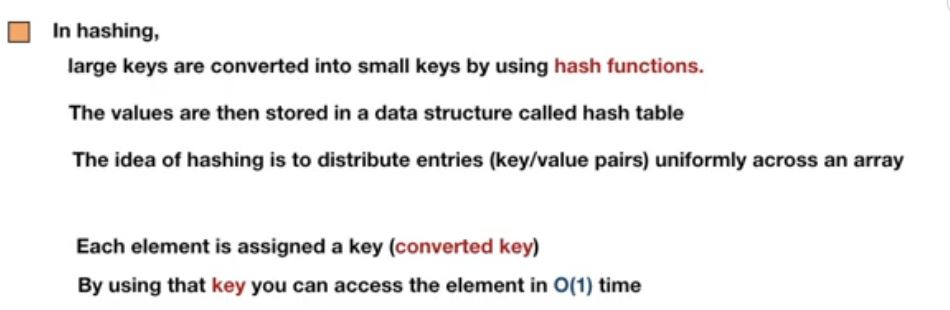 In hashing,
large keys are converted into small keys by using hash functions.
The values are then stored in a data structure called hash table
The idea of hashing is to distribute entries (key/value pairs) uniformly across an array
Each element is assigned a key (converted key)
By using that key you can access the element in O(1) time